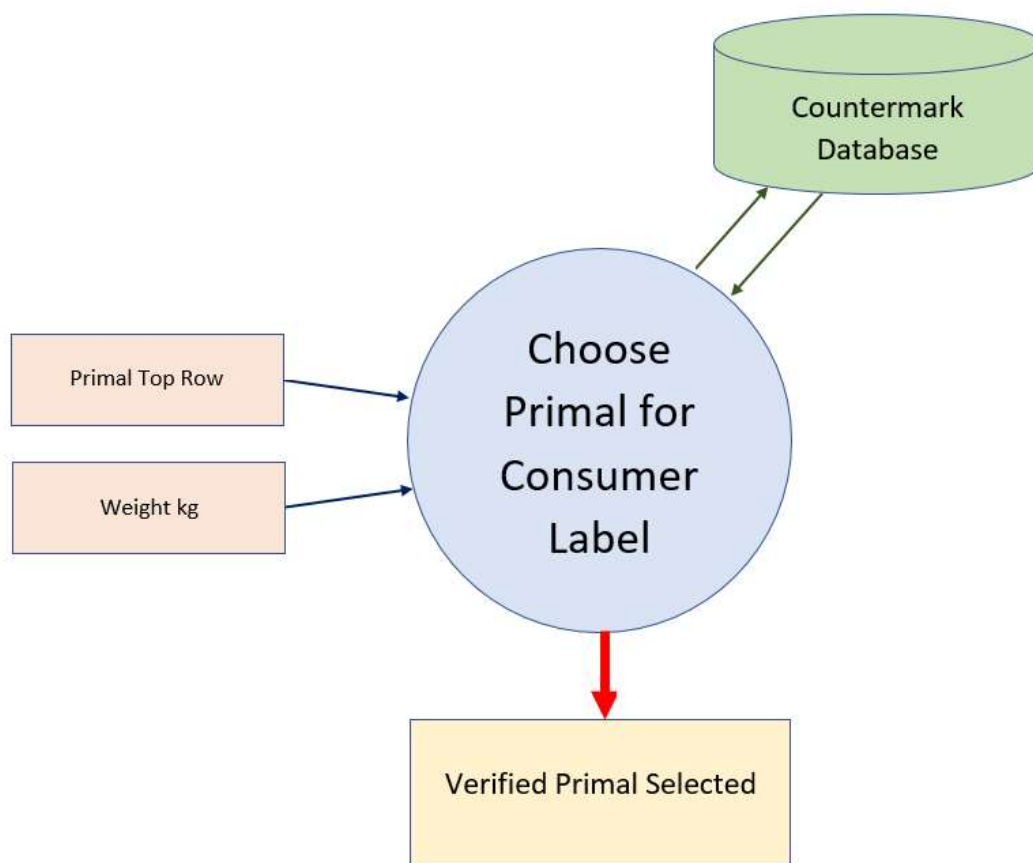 Countermark
Database
Choose
Primal for
Consumer
Label
Primal Top Row
Weight kg
Verified Primal Selected